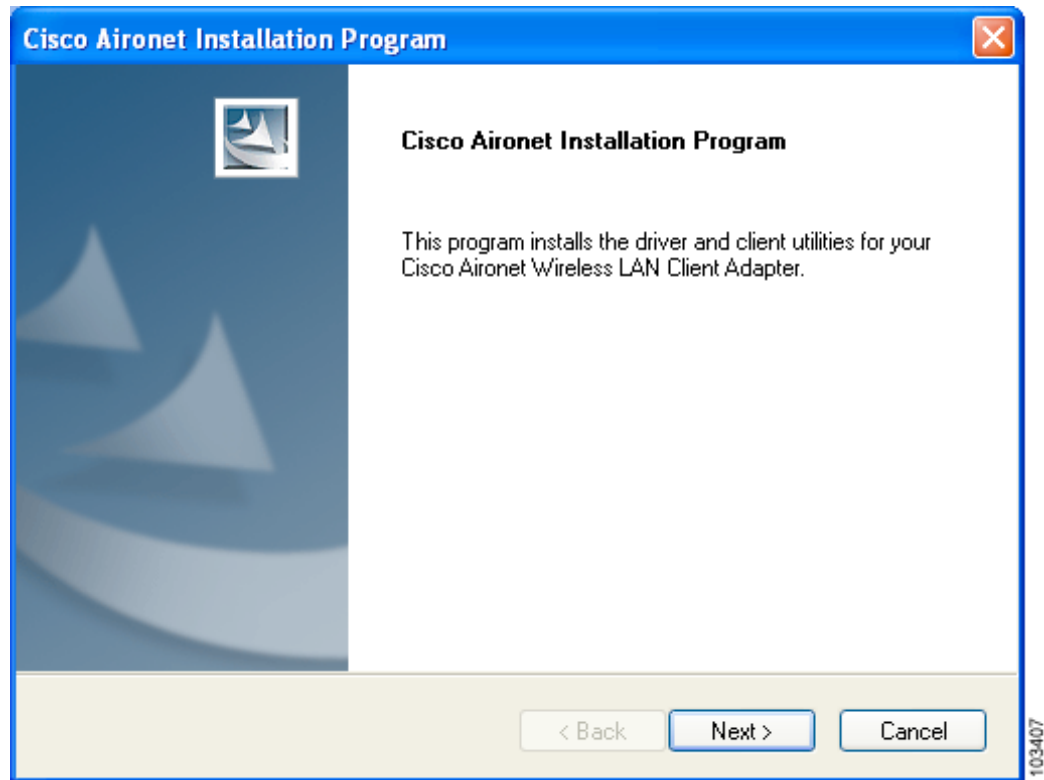 Cisco Aironet Installation Program
Cisco Aironet Installation Program
This program installs the driver and client utilities for your
Cisco Aironet Wireless LAN Client Adapter.
< Back
Next >
Cancel
103407